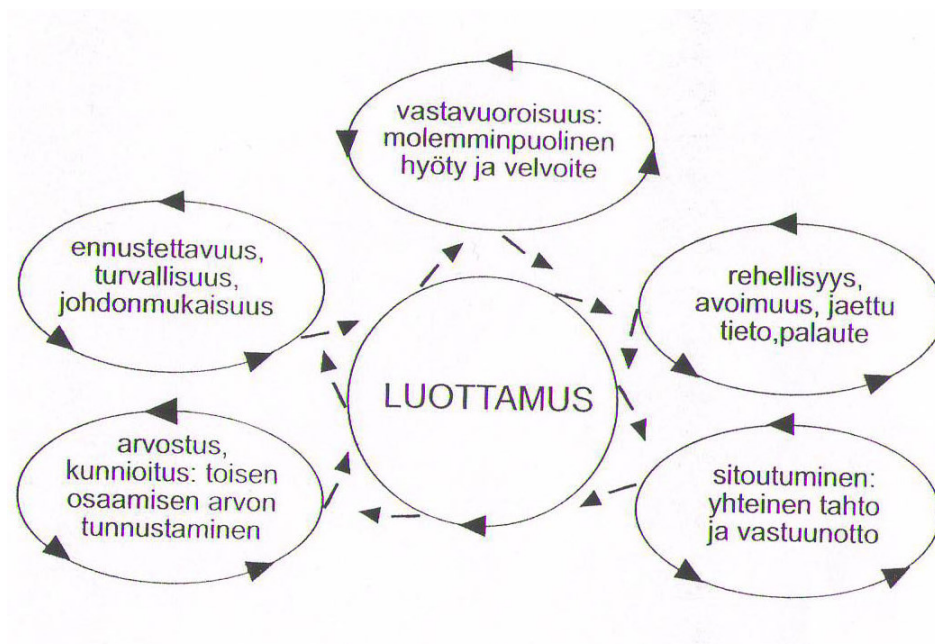 vastavuoroisuus:
molemminpuolinen
hyöty ja velvoite
ennustettavuus,
turvallisuus,
johdonmukaisuus
rehellisyys,
avoimuus, jaettu
tieto,palaute
LUOTTAMUS
arvostus,
kunnioitus: toisen
osaamisen arvon
tunnustaminen
sitoutuminen:
yhteinen tahto
ja vastuunotto